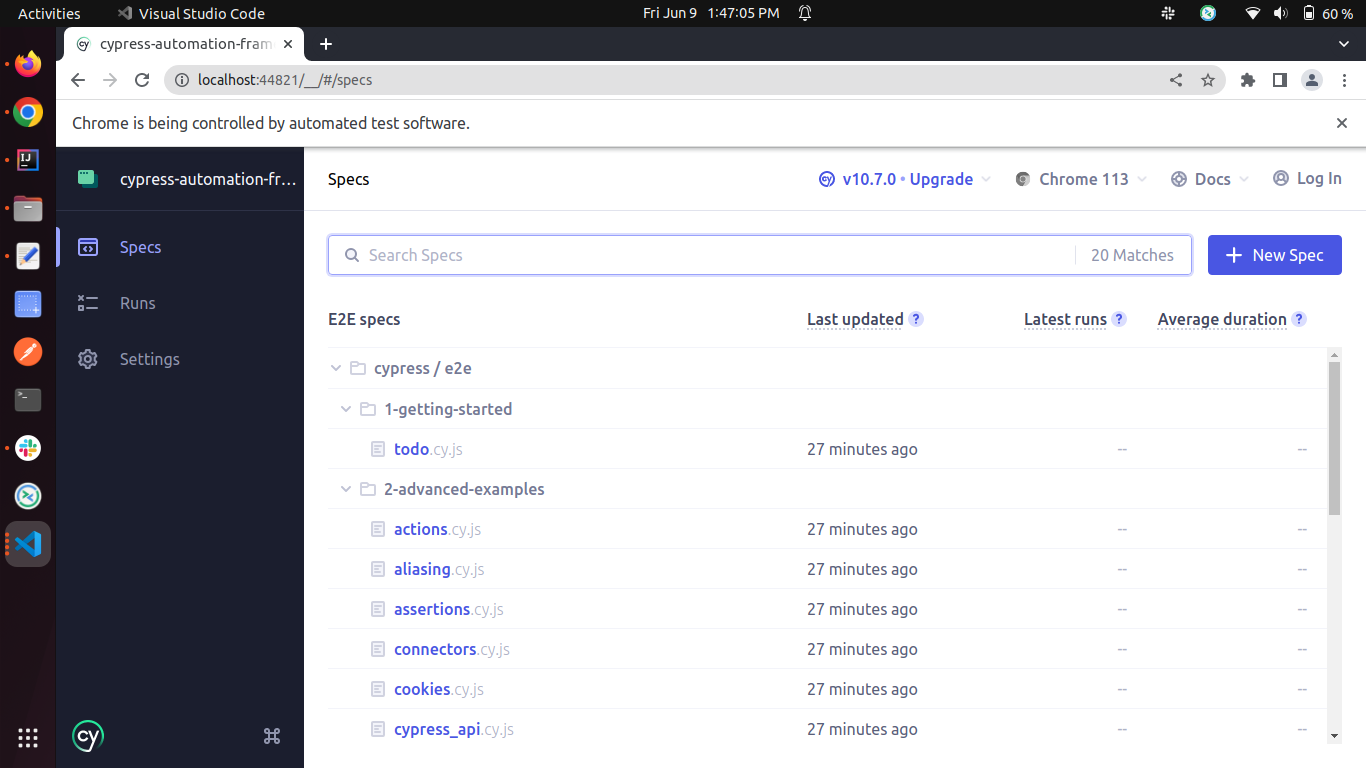 Activities Visual Studio Code Fri Jun 9 1:47:05 PM 60 %
cypress-automation-fram
localhost:44821/__/#/specs
Chrome is being controlled by automated test software.
cypress-automation-fr… Specs v10.7.0 • Upgrade Chrome 113 Docs Log In
Specs Search Specs 20 Matches New Spec
Runs
Settings
E2E specs Last updated ? Latest runs ? Average duration ?
cypress / e2e
1-getting-started
todo.cy.js 27 minutes ago -- --
2-advanced-examples
actions.cy.js 27 minutes ago -- --
aliasing.cy.js 27 minutes ago -- --
assertions.cy.js 27 minutes ago -- --
connectors.cy.js 27 minutes ago -- --
cookies.cy.js 27 minutes ago -- --
cypress_api.cy.js 27 minutes ago -- --
cy